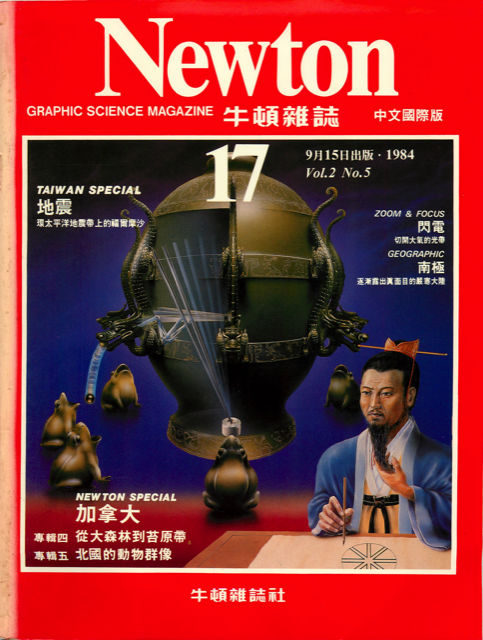 Newton
GRAPHIC SCIENCE MAGAZINE 牛頓雜誌 中文國際版
17
9月15日出版・1984
Vol.2 No.5
TAIWAN SPECIAL
地震
環太平洋地震帶上的福爾摩沙
ZOOM & FOCUS
閃電
切開大氣的光帶
GEOGRAPHIC
南極
逐漸露出真面目的嚴寒大陸
NEWTON SPECIAL
加拿大
專輯四 從大森林到苔原帶
專輯五 北國的動物群像
牛頓雜誌社